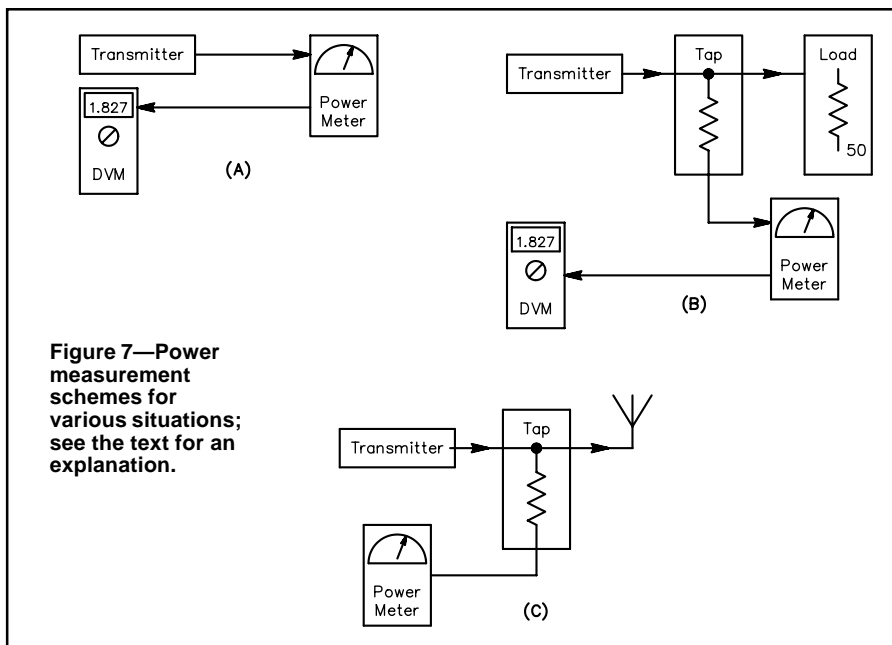 Transmitter
Power
Meter
1.827
DVM
(A)
Transmitter
Tap
Load
50
Power
Meter
1.827
DVM
(B)
Figure 7—Power
measurement
schemes for
various situations;
see the text for an
explanation.
Transmitter
Tap
Power
Meter
(C)